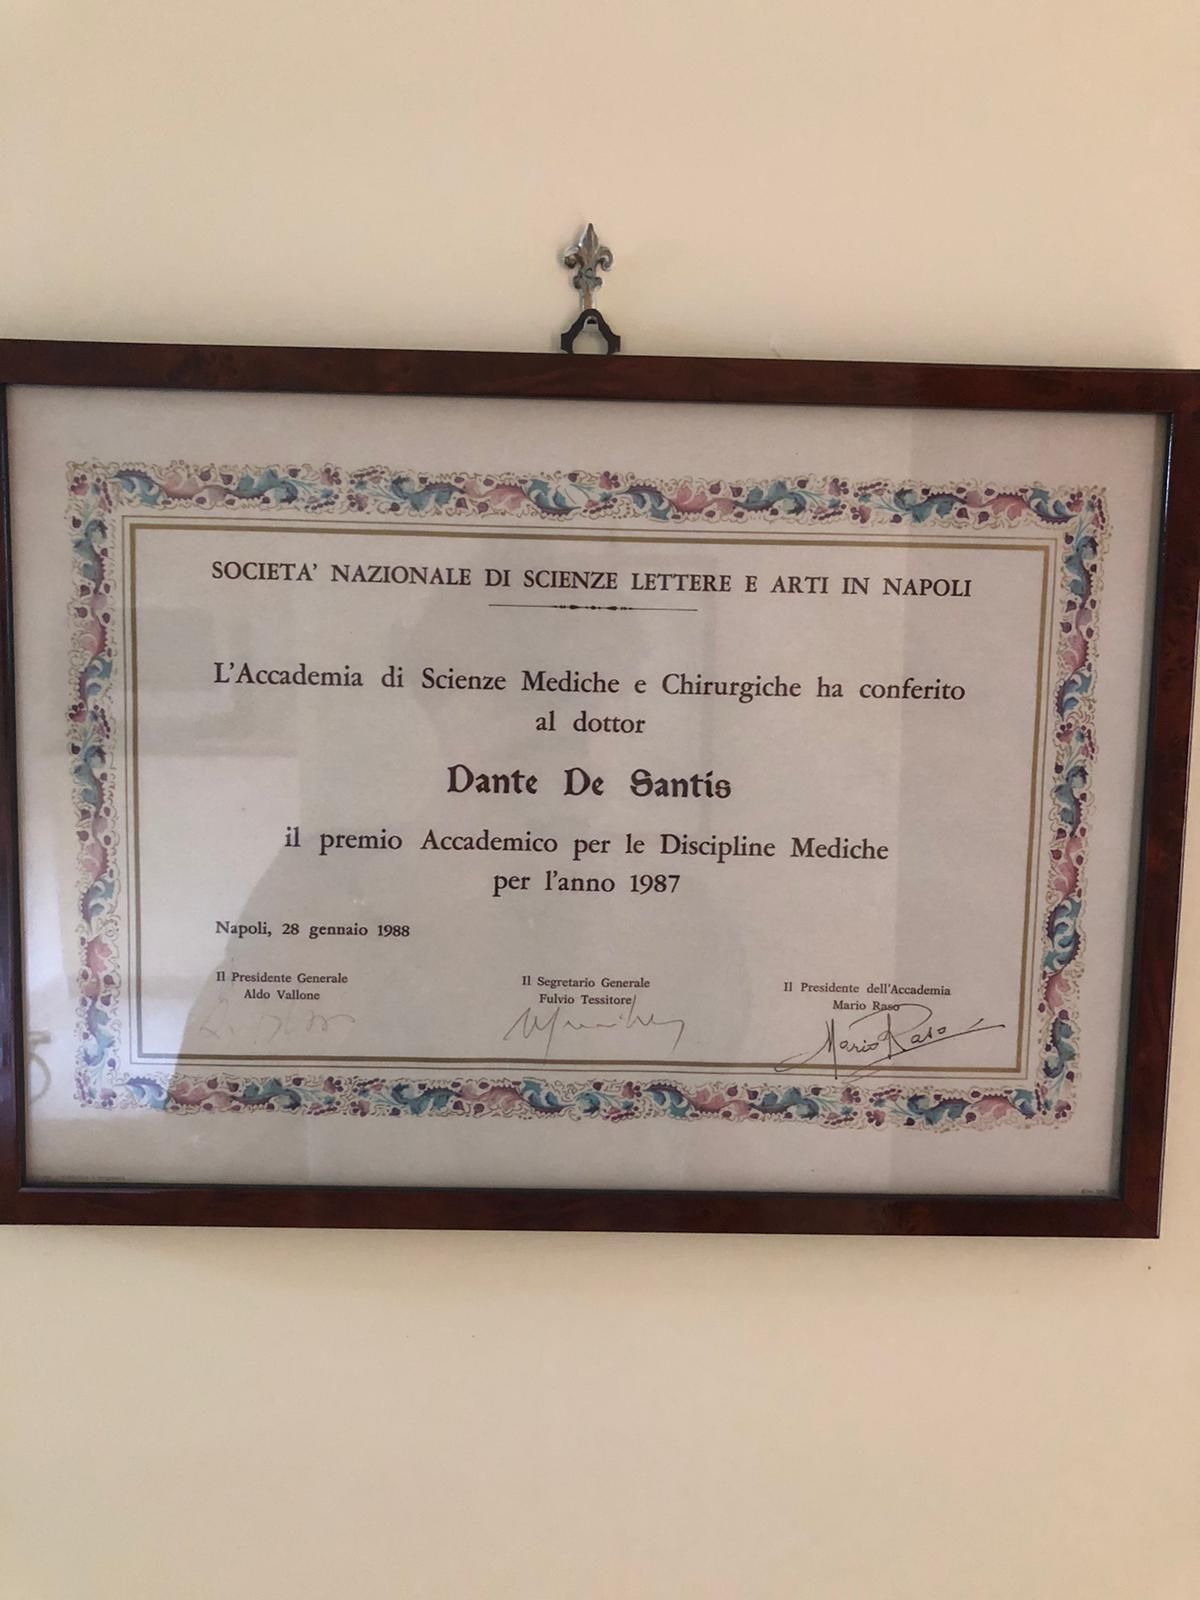 SOCIETA' NAZIONALE DI SCIENZE LETTERE E ARTI IN NAPOLI
L'Accademia di Scienze Mediche e Chirurgiche ha conferito
al dottor
Dante De Santis
il premio Accademico per le Discipline Mediche
per l'anno 1987
Napoli, 28 gennaio 1988
Il Presidente Generale
Aldo Vallone
Il Segretario Generale
Fulvio Tessitore
Il Presidente dell'Accademia
Mario Raso
Mario Raso